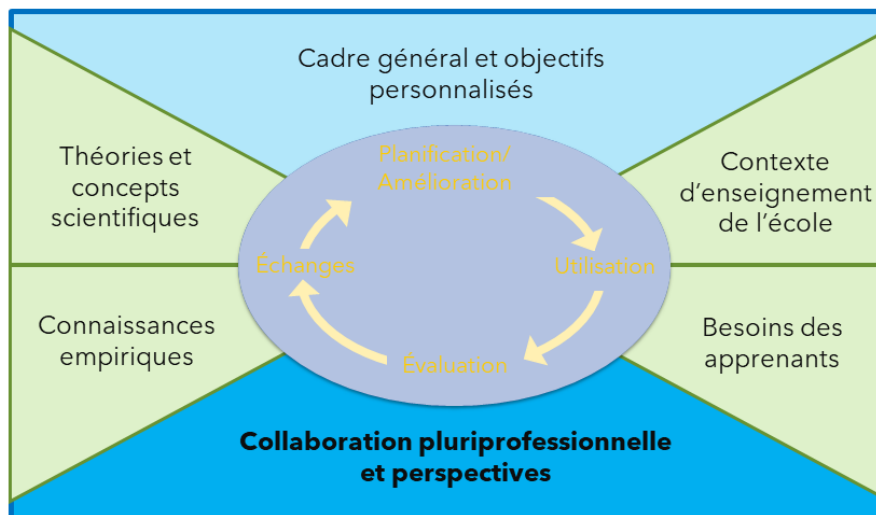 Cadre général et objectifs
personnalisés
Théories et
concepts
scientifiques
Planification/
Amélioration
Contexte
d’enseignement
de l’école
Échanges
Utilisation
Connaissances
empiriques
Évaluation
Besoins des
apprenants
Collaboration pluriprofessionnelle
et perspectives